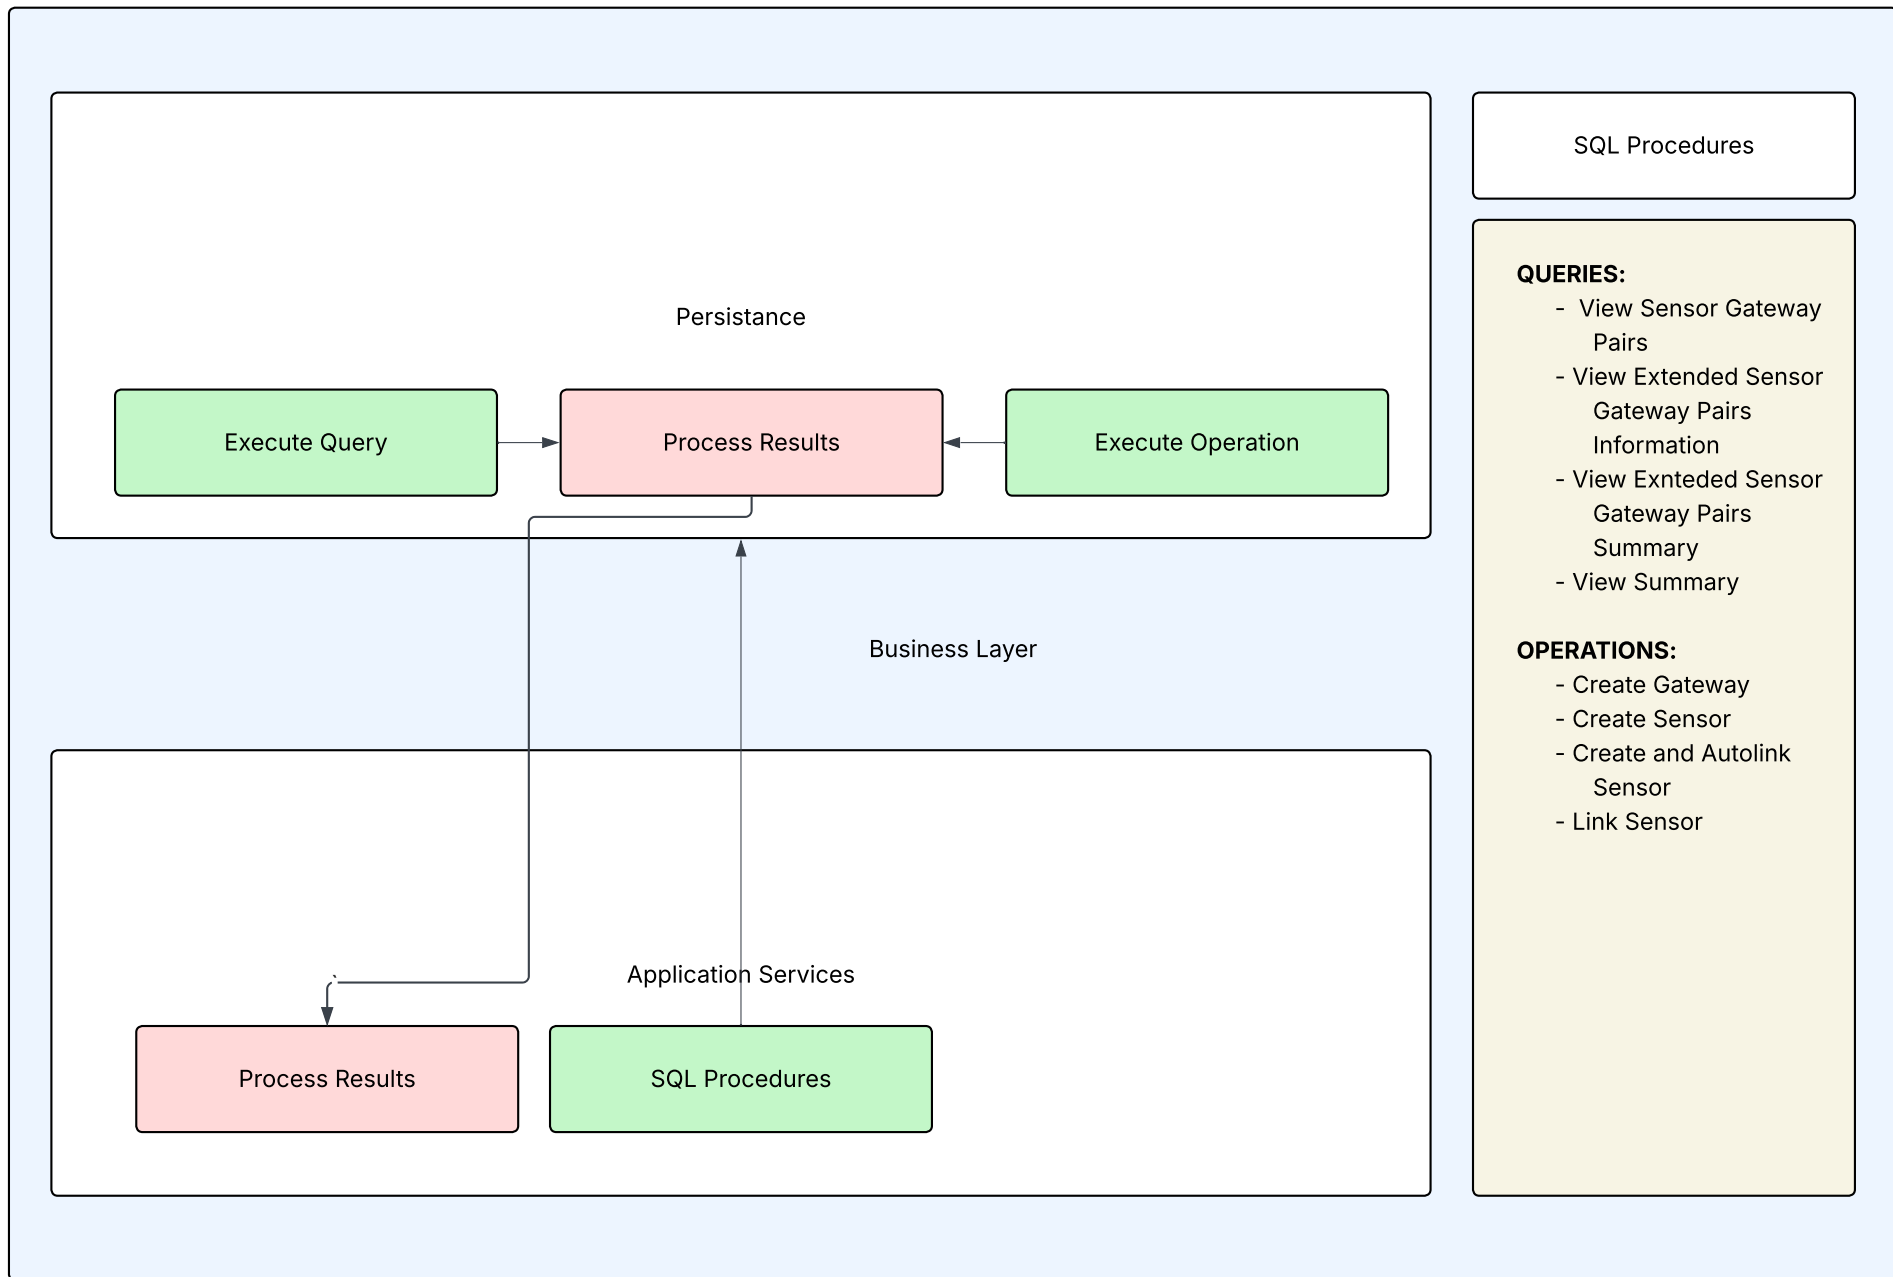 SQL Procedures
Persistance
Execute Query
Process Results
Execute Operation
Business Layer
Application Services
Process Results
SQL Procedures
QUERIES:
-  View Sensor Gateway
Pairs
- View Extended Sensor
Gateway Pairs
Information
- View Exnteded Sensor
Gateway Pairs
Summary
- View Summary
OPERATIONS:
- Create Gateway
- Create Sensor
- Create and Autolink
Sensor
- Link Sensor